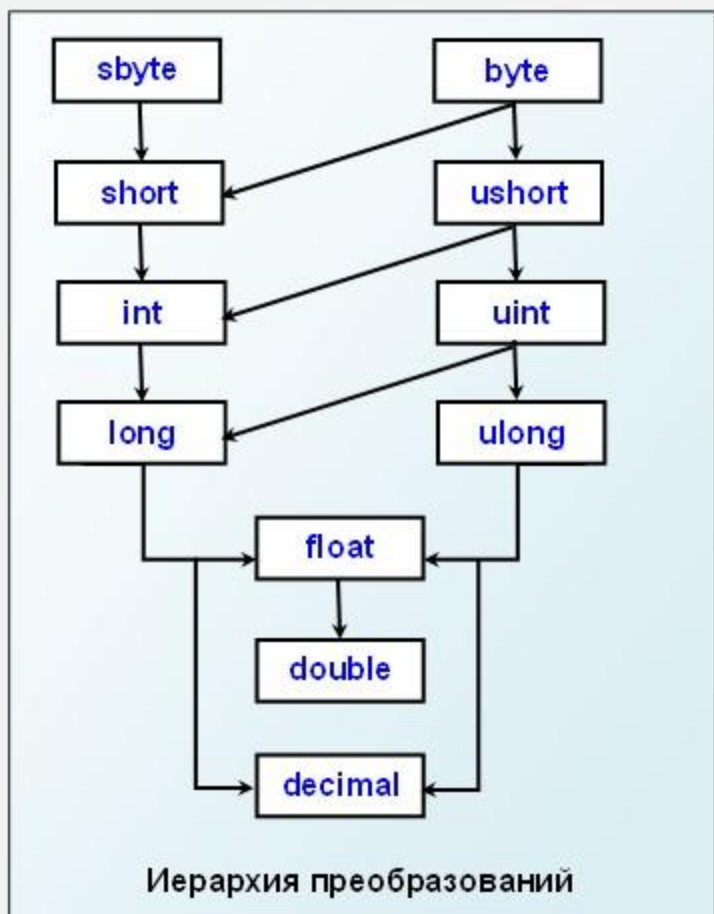 sbyte byte
short ushort
int uint
long ulong
float
double
decimal
Иерархия преобразований